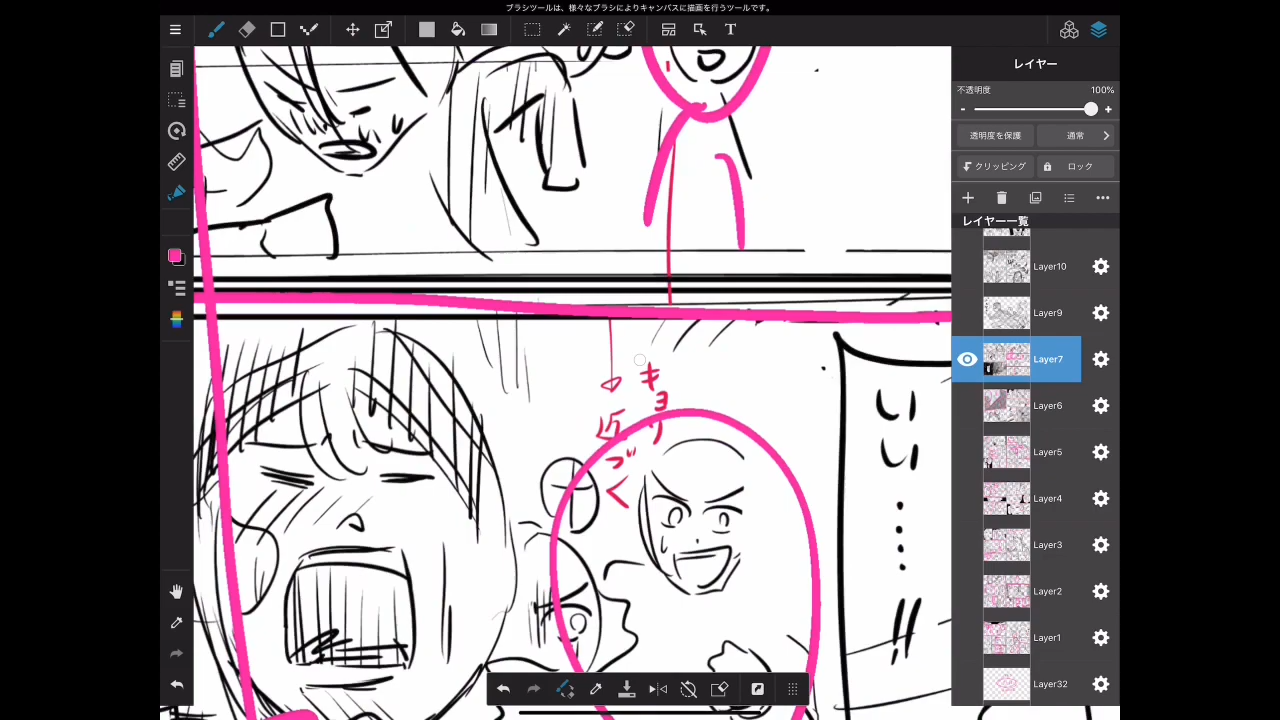 ブラシツールは、様々なブラシによりキャンバスに描画を行うツールです。
T
レイヤー
不透明度 100%
- +
透明度を保護 通常
クリッピング ロック
レイヤー一覧
Layer10
Layer9
Layer7
Layer6
Layer5
Layer4
Layer3
Layer2
Layer1
Layer32
キョリ
近づく
いい……!!